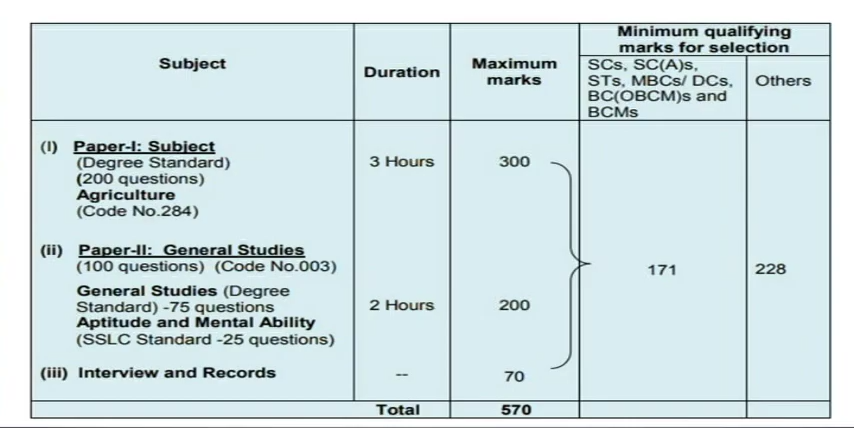 Subject
Duration
Maximum
marks
Minimum qualifying
marks for selection
SCs, SC(A)s,
STs, MBCs/ DCs,
BC(OBCM)s and
BCMs
Others
(I) Paper-I: Subject
(Degree Standard)
(200 questions)
Agriculture
(Code No.284)
3 Hours
300
(ii) Paper-II: General Studies
(100 questions) (Code No.003)
General Studies (Degree
Standard) -75 questions
Aptitude and Mental Ability
(SSLC Standard -25 questions)
2 Hours
200
171
228
(iii) Interview and Records
--
70
Total
570